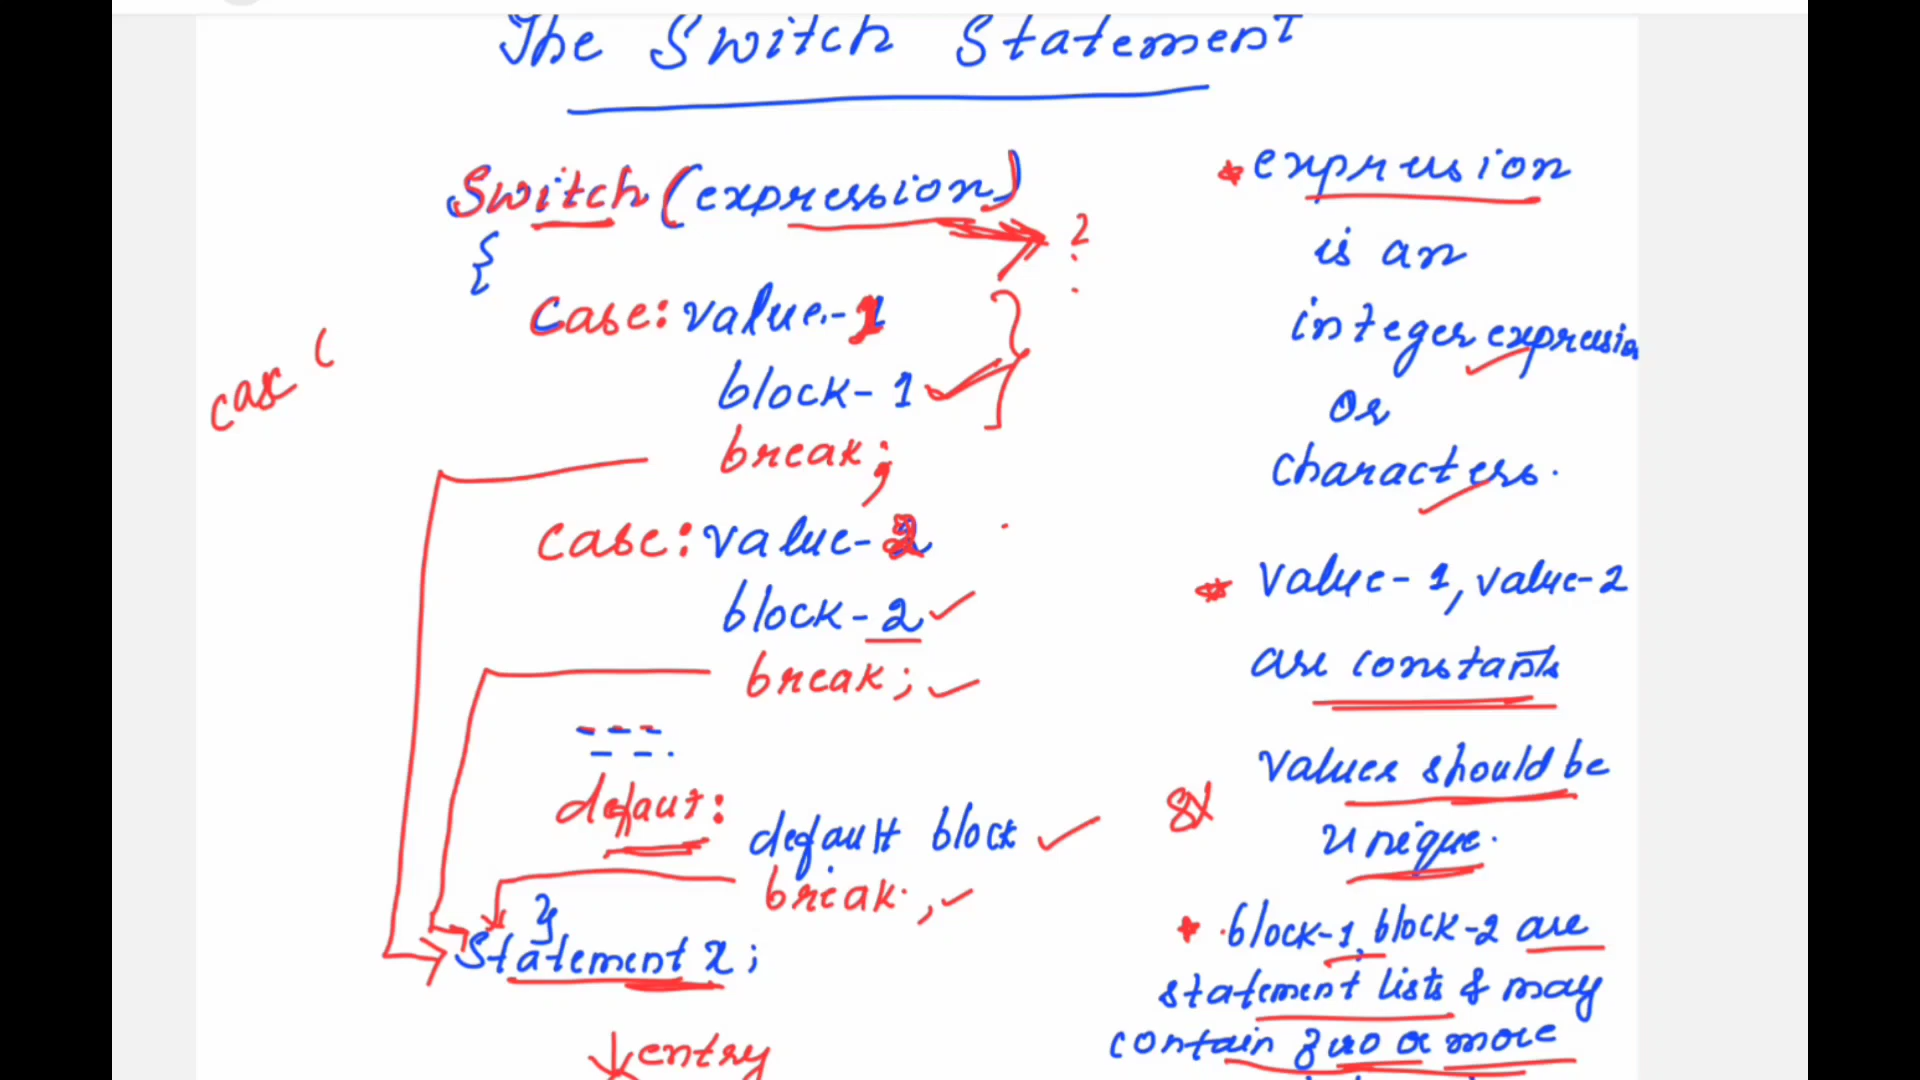 The Switch Statement
Switch (expression)
{
Case: value-1
block-1
break;
case: value-2
block-2
break;
- - -
- - -
defaut:
default block
break;
}
Statement x;
↓ entry
case (
?
* expression
is an
integer expression
or
characters.
* value-1, value-2
are constants
values should be
unique.
* block-1, block-2 are
statement lists & may
contain zero or more